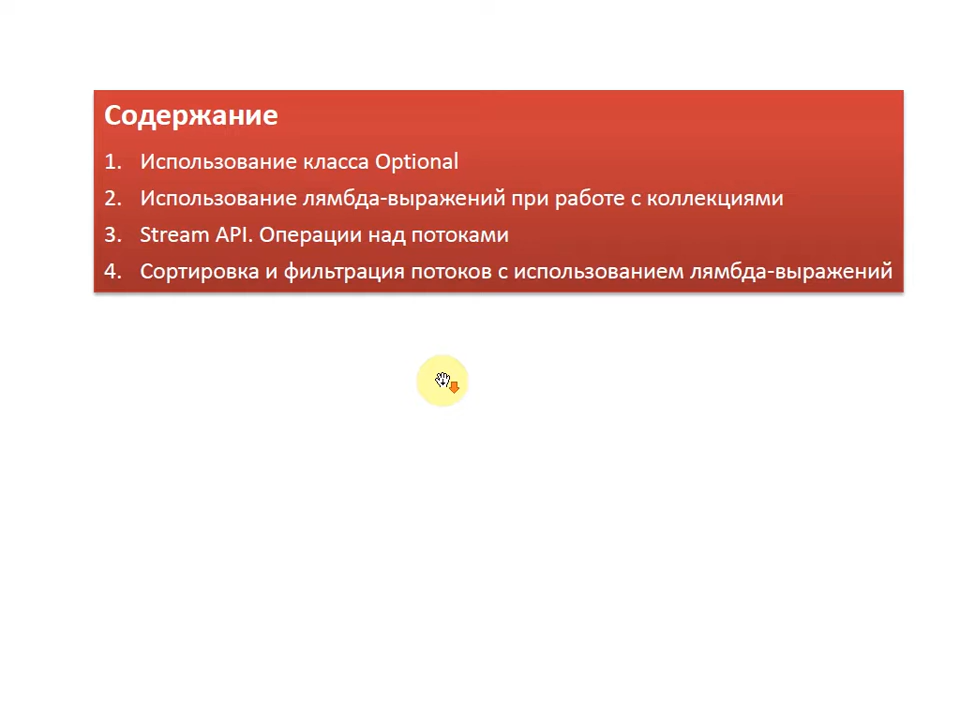 Содержание
1. Использование класса Optional
2. Использование лямбда-выражений при работе с коллекциями
3. Stream API. Операции над потоками
4. Сортировка и фильтрация потоков с использованием лямбда-выражений